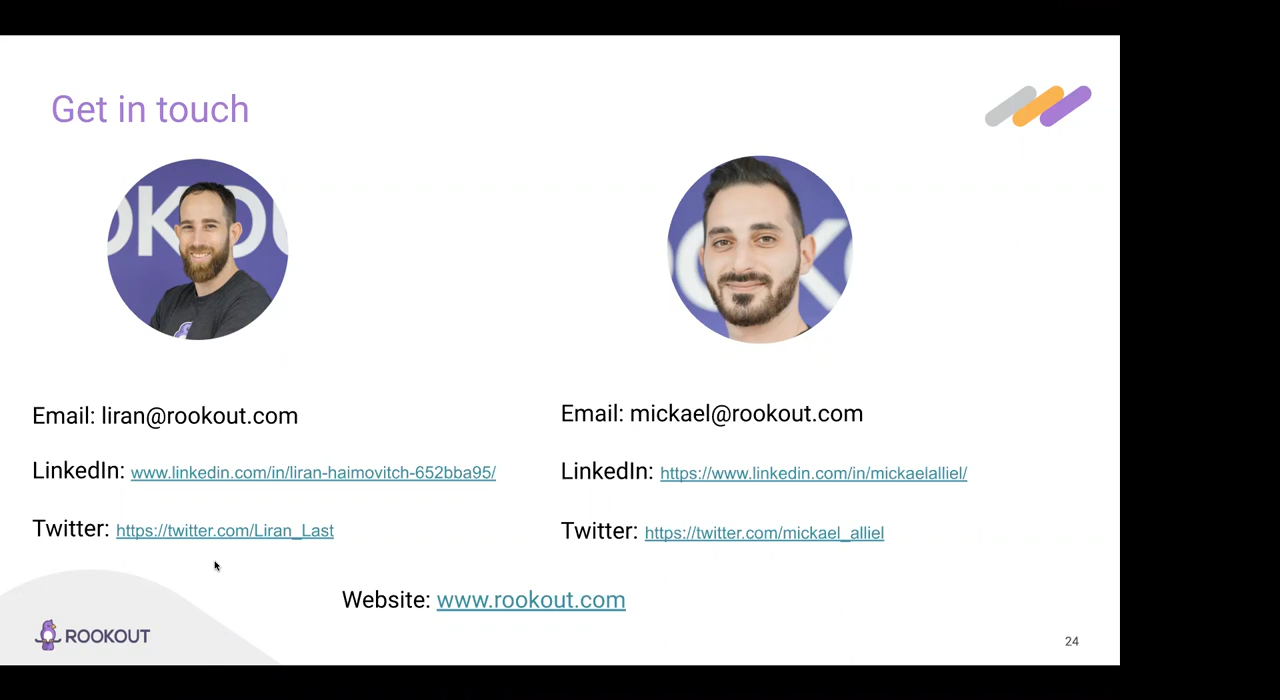 Get in touch
OKOU
OKO
Email: liran@rookout.com
LinkedIn: www.linkedin.com/in/liran-haimovitch-652bba95/
Twitter: https://twitter.com/Liran_Last
Email: mickael@rookout.com
LinkedIn: https://www.linkedin.com/in/mickaelalliel/
Twitter: https://twitter.com/mickael_alliel
Website: www.rookout.com
ROOKOUT
24